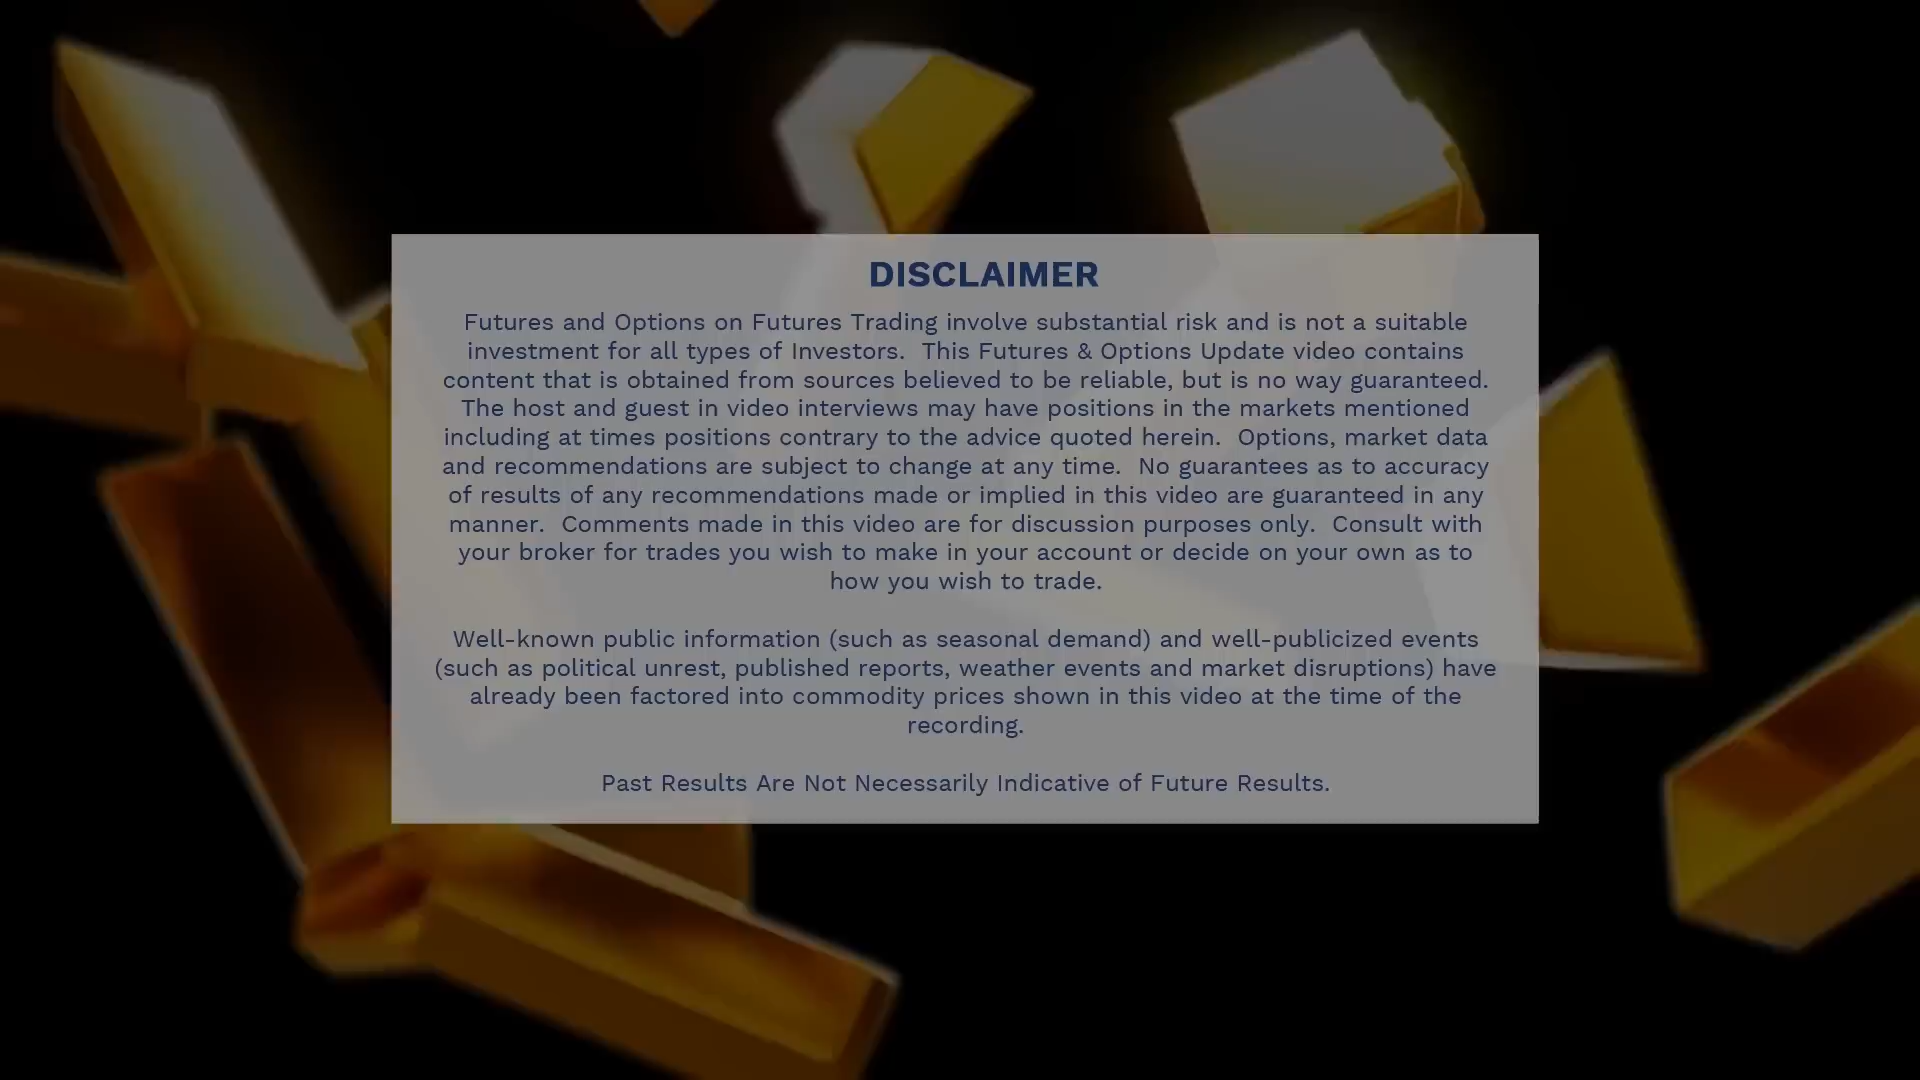 DISCLAIMER
Futures and Options on Futures Trading involve substantial risk and is not a suitable
investment for all types of Investors.  This Futures & Options Update video contains
content that is obtained from sources believed to be reliable, but is no way guaranteed.
The host and guest in video interviews may have positions in the markets mentioned
including at times positions contrary to the advice quoted herein.  Options, market data
and recommendations are subject to change at any time.  No guarantees as to accuracy
of results of any recommendations made or implied in this video are guaranteed in any
manner.  Comments made in this video are for discussion purposes only.  Consult with
your broker for trades you wish to make in your account or decide on your own as to
how you wish to trade.
Well-known public information (such as seasonal demand) and well-publicized events
(such as political unrest, published reports, weather events and market disruptions) have
already been factored into commodity prices shown in this video at the time of the
recording.
Past Results Are Not Necessarily Indicative of Future Results.